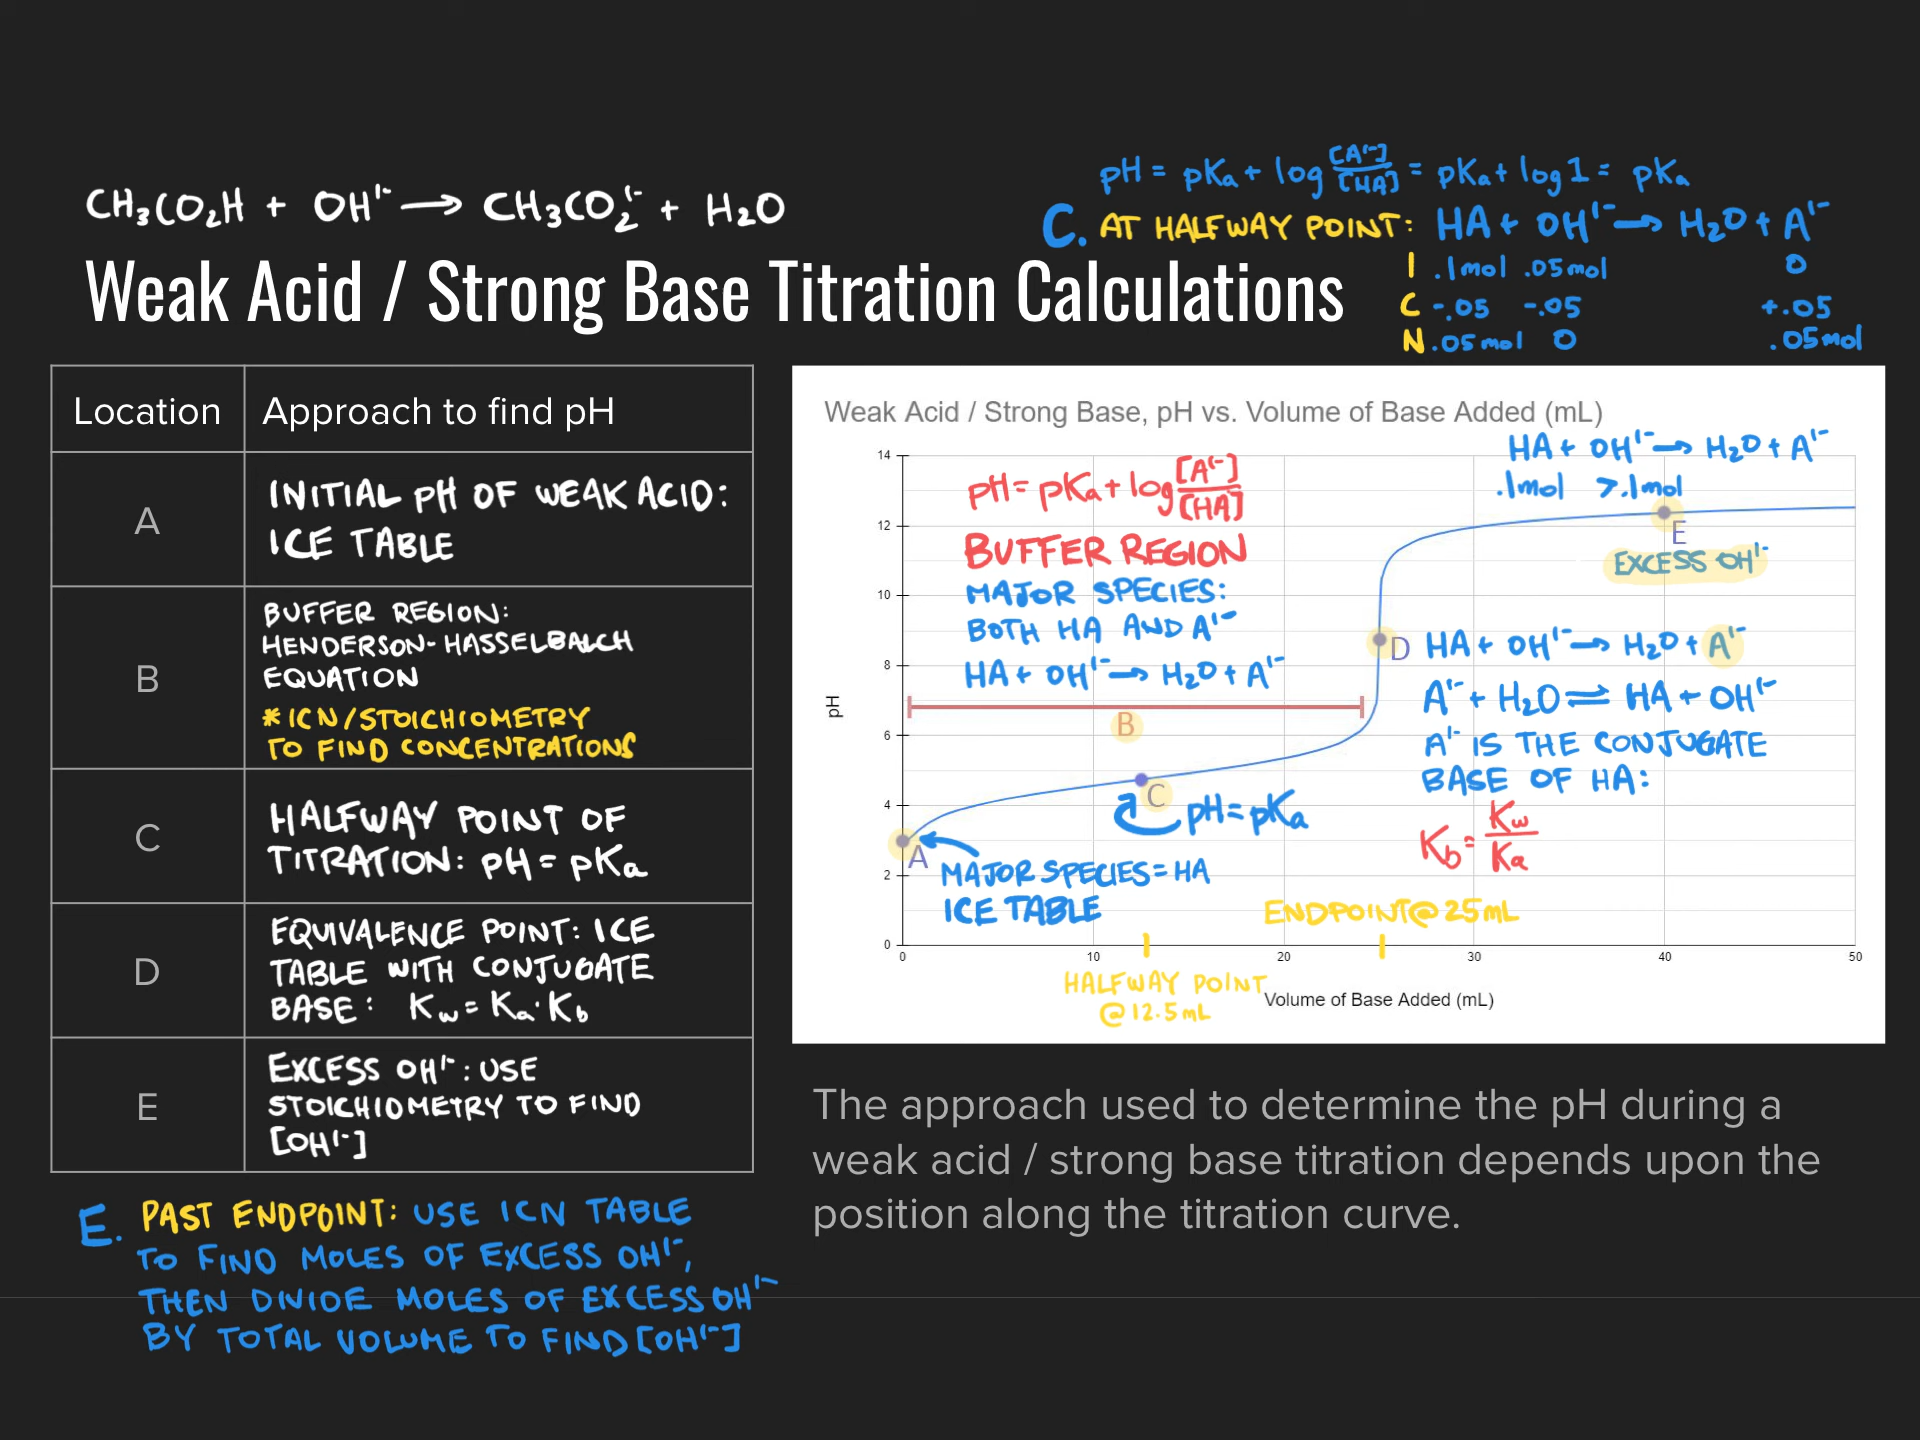 CH₃CO₂H + OH¹⁻ → CH₃CO₂¹⁻ + H₂O
Weak Acid / Strong Base Titration Calculations
pH = pKa + log [A¹⁻]/[HA] = pKa + log 1 = pKa
C. AT HALFWAY POINT: HA + OH¹⁻ → H₂O + A¹⁻
I .1mol .05mol 0
C -.05 -.05 +.05
N .05mol 0 .05mol
Location Approach to find pH
A
INITIAL pH OF WEAK ACID:
ICE TABLE
B
BUFFER REGION:
HENDERSON-HASSELBALCH
EQUATION
*ICN/STOICHIOMETRY
TO FIND CONCENTRATIONS
C
HALFWAY POINT OF
TITRATION: pH = pKa
D
EQUIVALENCE POINT: ICE
TABLE WITH CONJUGATE
BASE: Kw = Ka·Kb
E
EXCESS OH¹⁻: USE
STOICHIOMETRY TO FIND
[OH¹⁻]
E. PAST ENDPOINT: USE ICN TABLE
TO FIND MOLES OF EXCESS OH¹⁻,
THEN DIVIDE MOLES OF EXCESS OH¹⁻
BY TOTAL VOLUME TO FIND [OH¹⁻]
Weak Acid / Strong Base, pH vs. Volume of Base Added (mL)
14
12
10
8
6
4
2
0
pH
pH = pKa + log [A¹⁻]/[HA]
BUFFER REGION
MAJOR SPECIES:
BOTH HA AND A¹⁻
HA + OH¹⁻ → H₂O + A¹⁻
B
C
pH = pKa
A
MAJOR SPECIES = HA
ICE TABLE
HA + OH¹⁻ → H₂O + A¹⁻
.1mol >.1mol
E
EXCESS OH¹⁻
D HA + OH¹⁻ → H₂O + A¹⁻
A¹⁻ + H₂O ⇌ HA + OH¹⁻
A¹⁻ IS THE CONJUGATE
BASE OF HA:
Kb = Kw/Ka
ENDPOINT @ 25mL
0 10 20 30 40 50
HALFWAY POINT
@ 12.5mL
Volume of Base Added (mL)
The approach used to determine the pH during a
weak acid / strong base titration depends upon the
position along the titration curve.